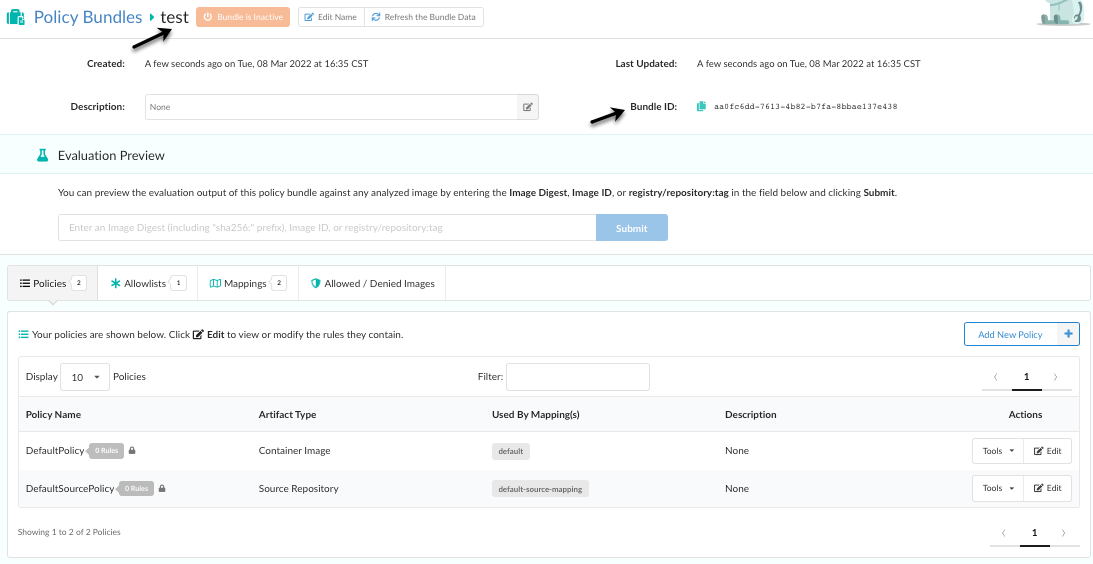 Policy Bundles test Bundle is Inactive Edit Name Refresh the Bundle Data
Created: A few seconds ago on Tue, 08 Mar 2022 at 16:35 CST Last Updated: A few seconds ago on Tue, 08 Mar 2022 at 16:35 CST
Description: None Bundle ID: aa0fc6dd-7613-4b82-b7fa-8bbae137e438
Evaluation Preview
You can preview the evaluation output of this policy bundle against any analyzed image by entering the Image Digest, Image ID, or registry/repository:tag in the field below and clicking Submit.
Enter an Image Digest (including "sha256:" prefix), Image ID, or registry/repository:tag Submit
Policies 2 Allowlists 1 Mappings 2 Allowed / Denied Images
Your policies are shown below. Click Edit to view or modify the rules they contain. Add New Policy +
Display 10 Policies Filter: 1
Policy Name Artifact Type Used By Mapping(s) Description Actions
DefaultPolicy 0 Rules Container Image default None Tools Edit
DefaultSourcePolicy 0 Rules Source Repository default-source-mapping None Tools Edit
Showing 1 to 2 of 2 Policies 1